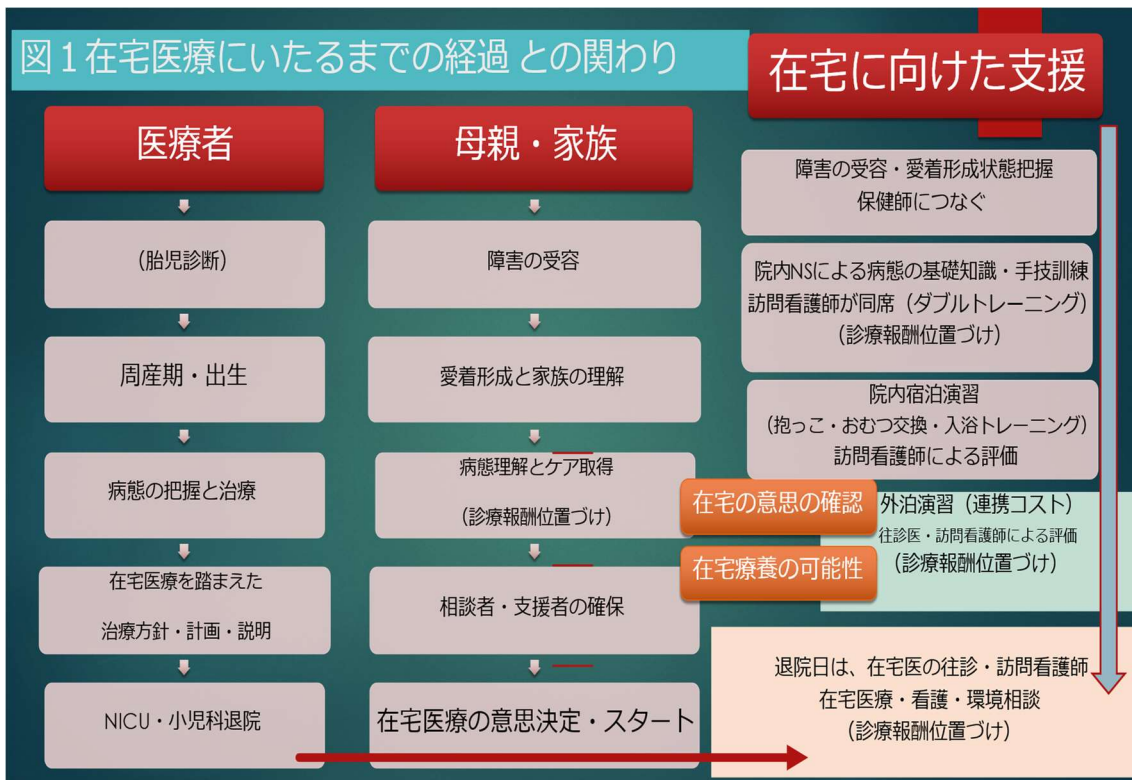 図1在宅医療にいたるまでの経過 との関わり
医療者
(胎児診断)
周産期・出生
病態の把握と治療
在宅医療を踏まえた
治療方針・計画・説明
NICU・小児科退院
母親・家族
障害の受容
愛着形成と家族の理解
病態理解とケア取得
(診療報酬位置づけ)
相談者・支援者の確保
在宅医療の意思決定・スタート
在宅に向けた支援
障害の受容・愛着形成状態把握
保健師につなぐ
院内NSによる病態の基礎知識・手技訓練
訪問看護師が同席（ダブルトレーニング）
(診療報酬位置づけ)
院内宿泊演習
(抱っこ・おむつ交換・入浴トレーニング)
訪問看護師による評価
在宅の意思の確認
在宅療養の可能性
外泊演習（連携コスト）
往診医・訪問看護師による評価
(診療報酬位置づけ)
退院日は、在宅医の往診・訪問看護師
在宅医療・看護・環境相談
(診療報酬位置づけ)